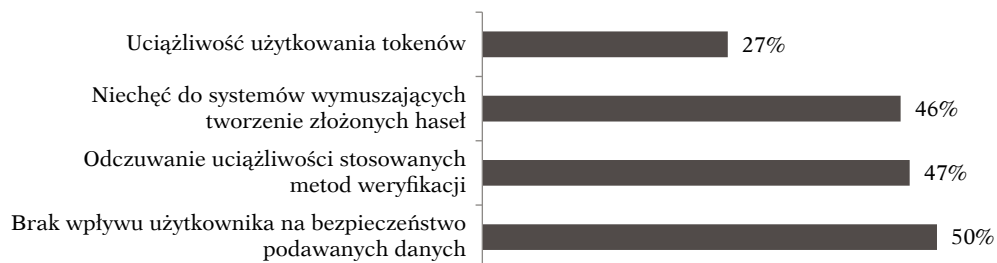 Uciążliwość użytkowania tokenów
27%
Niechęć do systemów wymuszających
tworzenie złożonych haseł
46%
Odczuwanie uciążliwości stosowanych
metod weryfikacji
47%
Brak wpływu użytkownika na bezpieczeństwo
podawanych danych
50%